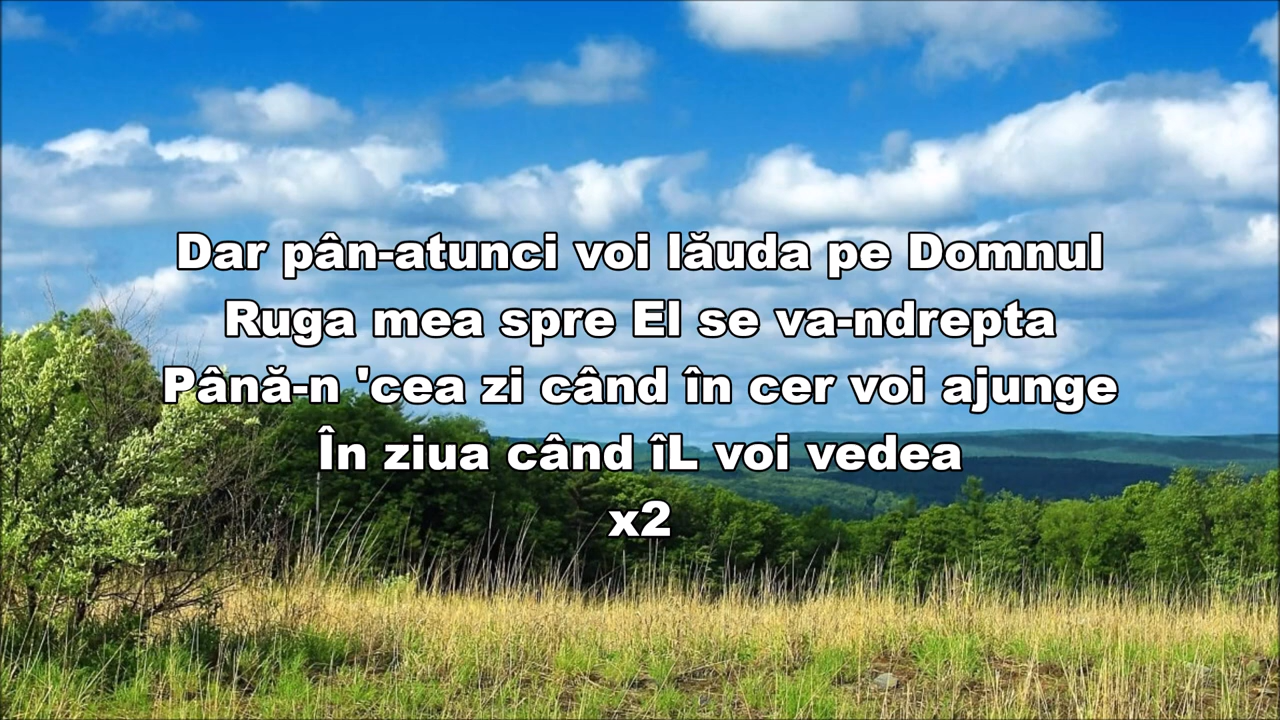 Dar pân-atunci voi lăuda pe Domnul
Ruga mea spre El se va-ndrepta
Până-n 'cea zi când în cer voi ajunge
În ziua când îL voi vedea
x2